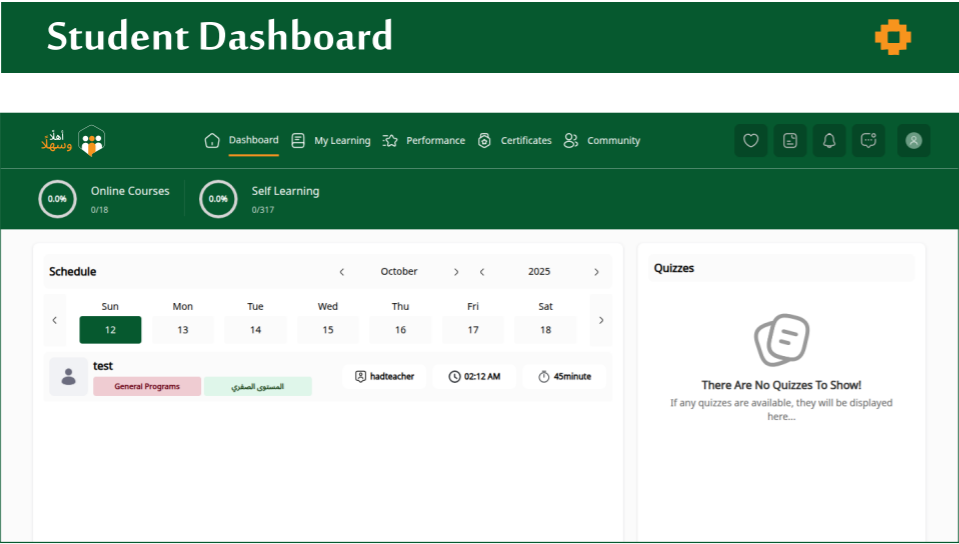 Student Dashboard
أهلًا
وسهلًا
Dashboard My Learning Performance Certificates Community
0.0% Online Courses 0/18
0.0% Self Learning 0/317
Schedule
October 2025
Sun Mon Tue Wed Thu Fri Sat
12 13 14 15 16 17 18
test
General Programs المستوى الصفري
hadteacher 02:12 AM 45minute
Quizzes
There Are No Quizzes To Show!
If any quizzes are available, they will be displayed
here...